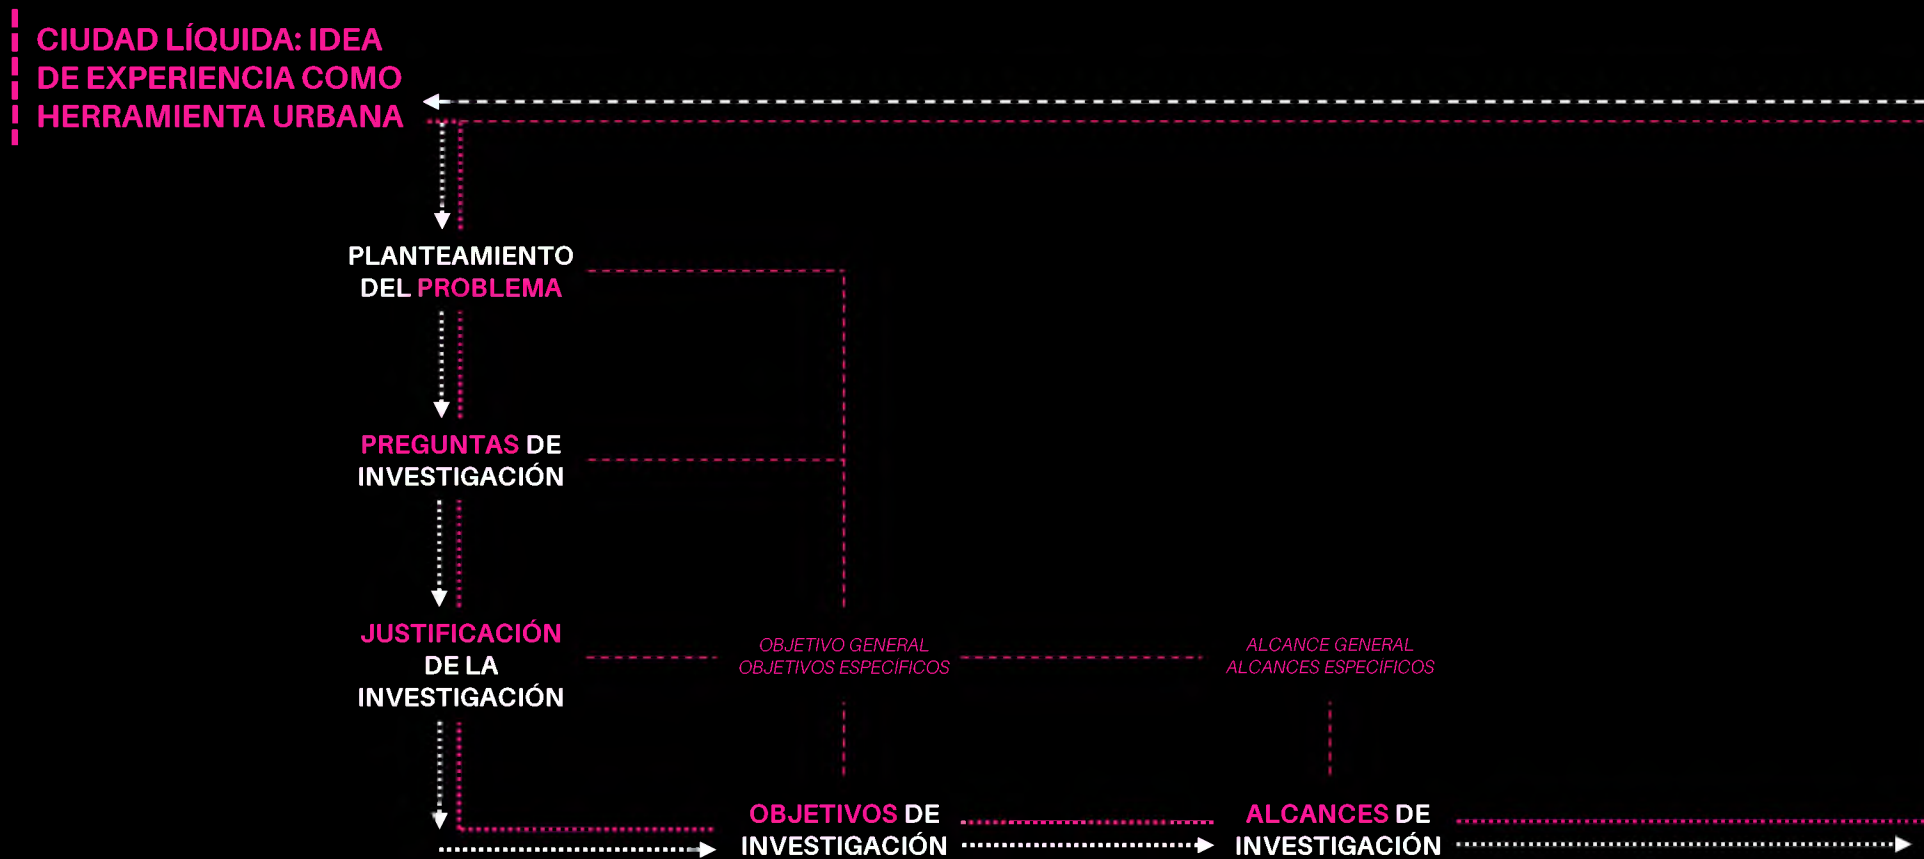 CIUDAD LÍQUIDA: IDEA
DE EXPERIENCIA COMO
HERRAMIENTA URBANA
PLANTEAMIENTO
DEL PROBLEMA
PREGUNTAS DE
INVESTIGACIÓN
JUSTIFICACIÓN
DE LA
INVESTIGACIÓN
OBJETIVO GENERAL
OBJETIVOS ESPECÍFICOS
ALCANCE GENERAL
ALCANCES ESPECIFICOS
OBJETIVOS DE
INVESTIGACIÓN
ALCANCES DE
INVESTIGACIÓN